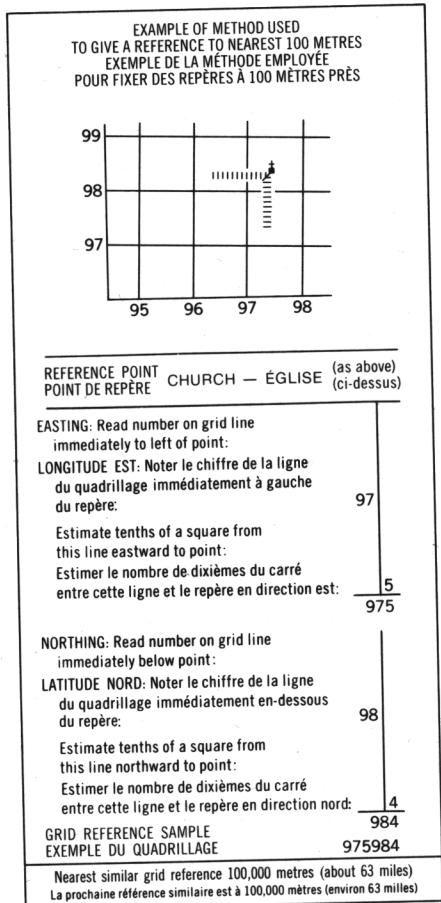 EXAMPLE OF METHOD USED
TO GIVE A REFERENCE TO NEAREST 100 METRES
EXEMPLE DE LA MÉTHODE EMPLOYÉE
POUR FIXER DES REPÈRES À 100 MÈTRES PRÈS
99
98
97
95 96 97 98
REFERENCE POINT
POINT DE REPÈRE
CHURCH — ÉGLISE
(as above)
(ci-dessus)
EASTING: Read number on grid line
immediately to left of point:
LONGITUDE EST: Noter le chiffre de la ligne
du quadrillage immédiatement à gauche
du repère: 97
Estimate tenths of a square from
this line eastward to point:
Estimer le nombre de dixièmes du carré
entre cette ligne et le repère en direction est: 5
975
NORTHING: Read number on grid line
immediately below point:
LATITUDE NORD: Noter le chiffre de la ligne
du quadrillage immédiatement en-dessous
du repère: 98
Estimate tenths of a square from
this line northward to point:
Estimer le nombre de dixièmes du carré
entre cette ligne et le repère en direction nord: 4
984
GRID REFERENCE SAMPLE
EXEMPLE DU QUADRILLAGE 975984
Nearest similar grid reference 100,000 metres (about 63 miles)
La prochaine référence similaire est à 100,000 mètres (environ 63 milles)